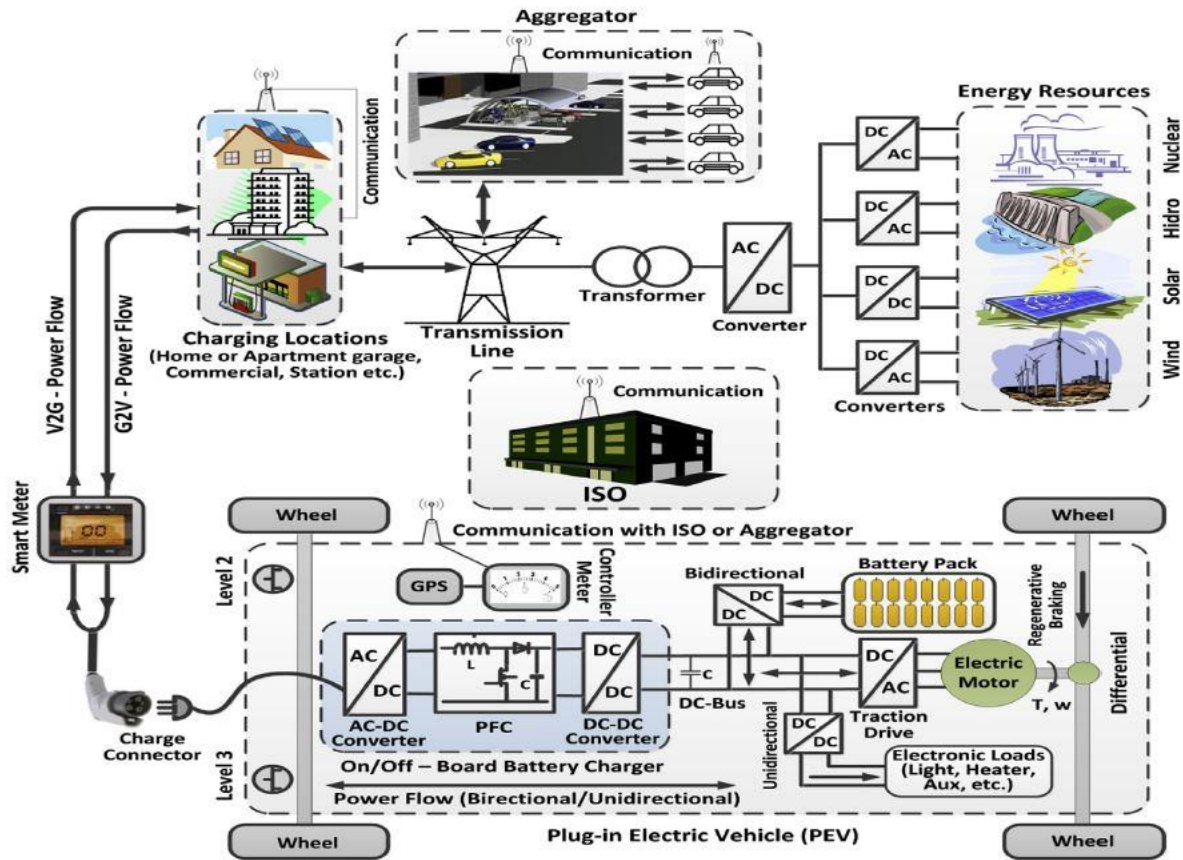 Aggregator
Communication
Communication
Charging Locations
(Home or Apartment garage,
Commercial, Station etc.)
Transmission
Line
Transformer
AC
DC
Converter
DC
AC
DC
AC
DC
DC
DC
AC
Converters
Energy Resources
Nuclear
Hidro
Solar
Wind
V2G - Power Flow
G2V - Power Flow
Smart Meter
00
Charge
Connector
Communication
ISO
Wheel
Wheel
Communication with ISO or Aggregator
Level 2
Level 3
GPS
Controller
Meter
AC
DC
AC-DC
Converter
L
C
PFC
DC
DC
DC-DC
Converter
On/Off – Board Battery Charger
Power Flow (Birectional/Unidirectional)
C
DC-Bus
Bidirectional
DC
DC
Battery Pack
Regenerative
Braking
DC
AC
Traction
Drive
Electric
Motor
T, w
Differential
Unidirectional
DC
DC
Electronic Loads
(Light, Heater,
Aux, etc.)
Wheel
Plug-in Electric Vehicle (PEV)
Wheel